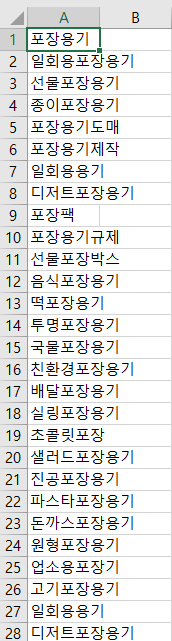 A B
1 포장용기
2 일회용포장용기
3 선물포장용기
4 종이포장용기
5 포장용기도매
6 포장용기제작
7 일회용용기
8 디저트포장용기
9 포장팩
10 포장용기규제
11 선물포장박스
12 음식포장용기
13 떡포장용기
14 투명포장용기
15 국물포장용기
16 친환경포장용기
17 배달포장용기
18 실링포장용기
19 초콜릿포장
20 샐러드포장용기
21 진공포장용기
22 파스타포장용기
23 돈까스포장용기
24 원형포장용기
25 업소용포장용기
26 고기포장용기
27 일회용용기
28 디저트포장용기